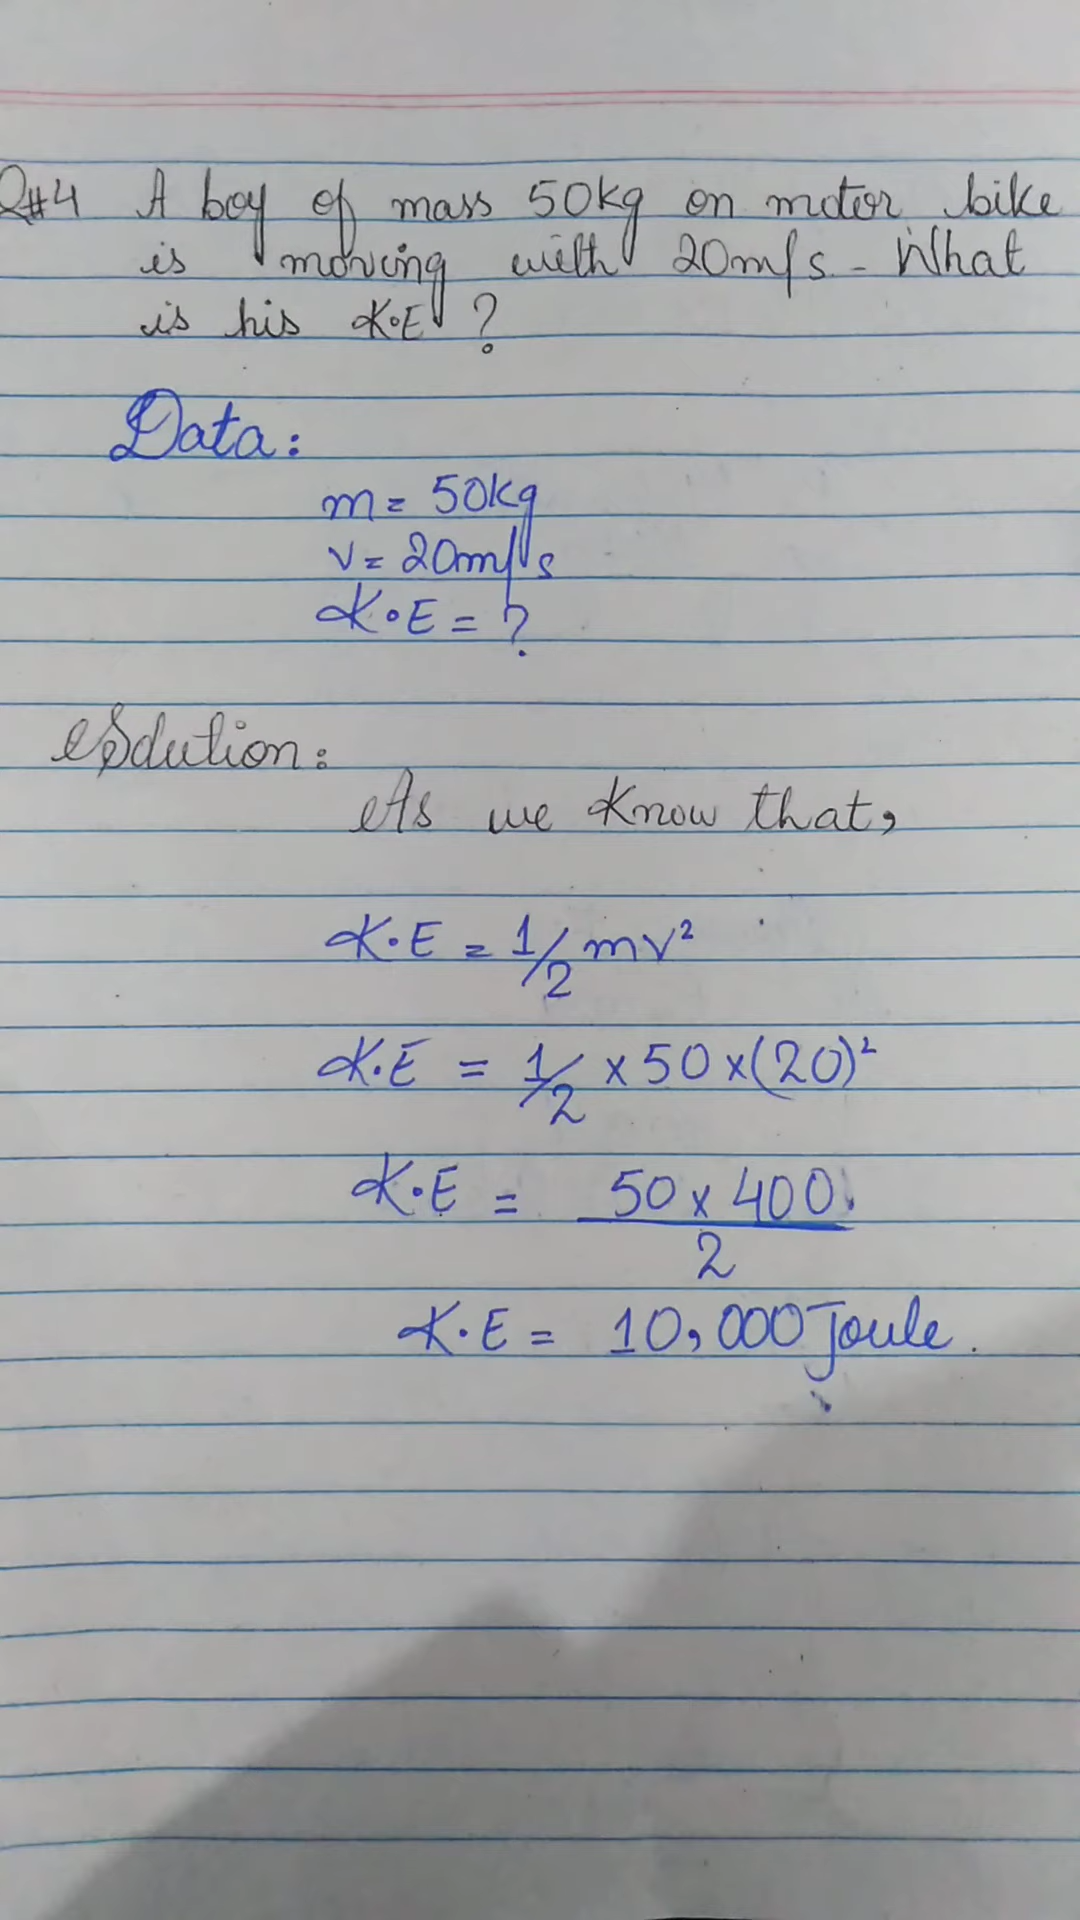 Q#4 A boy of mass 50kg on motor bike
is moving with 20m/s. What
is his K.E ?
Data:
m = 50kg
v = 20m/s
K.E = ?
Solution:
As we know that,
K.E = 1/2 mv²
K.E = 1/2 × 50 × (20)²
K.E = 50 × 400
2
K.E = 10,000 Joule.